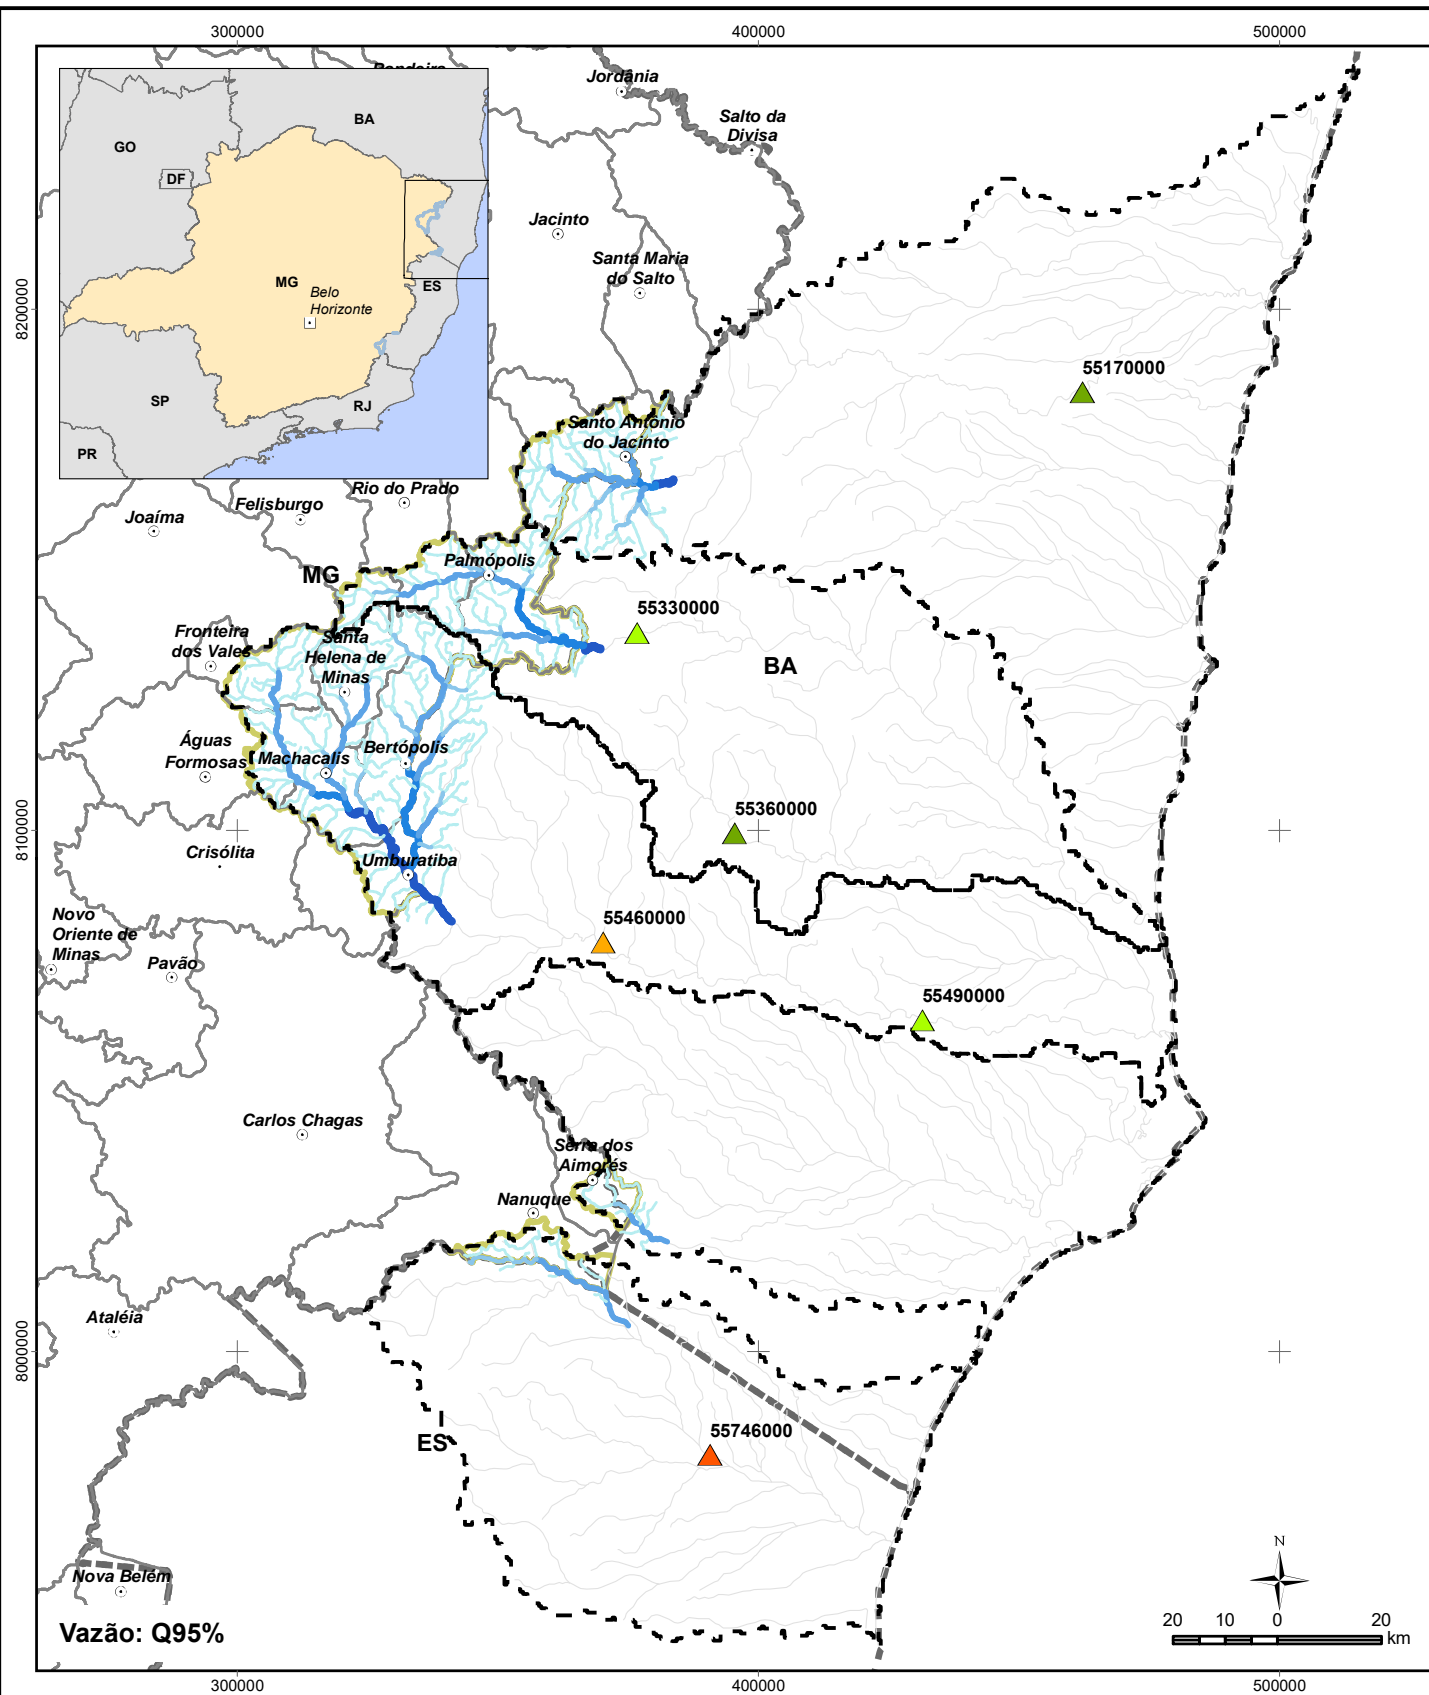 300000
400000
500000
Jordânia
Salto da
Divisa
BA
GO
DF
MG
Belo
Horizonte
ES
SP
RJ
PR
Jacinto
Santa Maria
do Salto
8200000
55170000
Santo Antônio
do Jacinto
Rio do Prado
Felisburgo
Joaíma
Palmópolis
MG
55330000
Fronteira
dos Vales
Santa
Helena de
Minas
BA
Águas
Formosas
Machacalis
Bertópolis
8100000
55360000
Crisólita
Umburatiba
Novo
Oriente de
Minas
Pavão
55460000
55490000
Carlos Chagas
Serra dos
Aimorés
Nanuque
Ataléia
8000000
ES
55746000
Nova Belém
Vazão: Q95%
N
20 10 0 20
km
300000
400000
500000